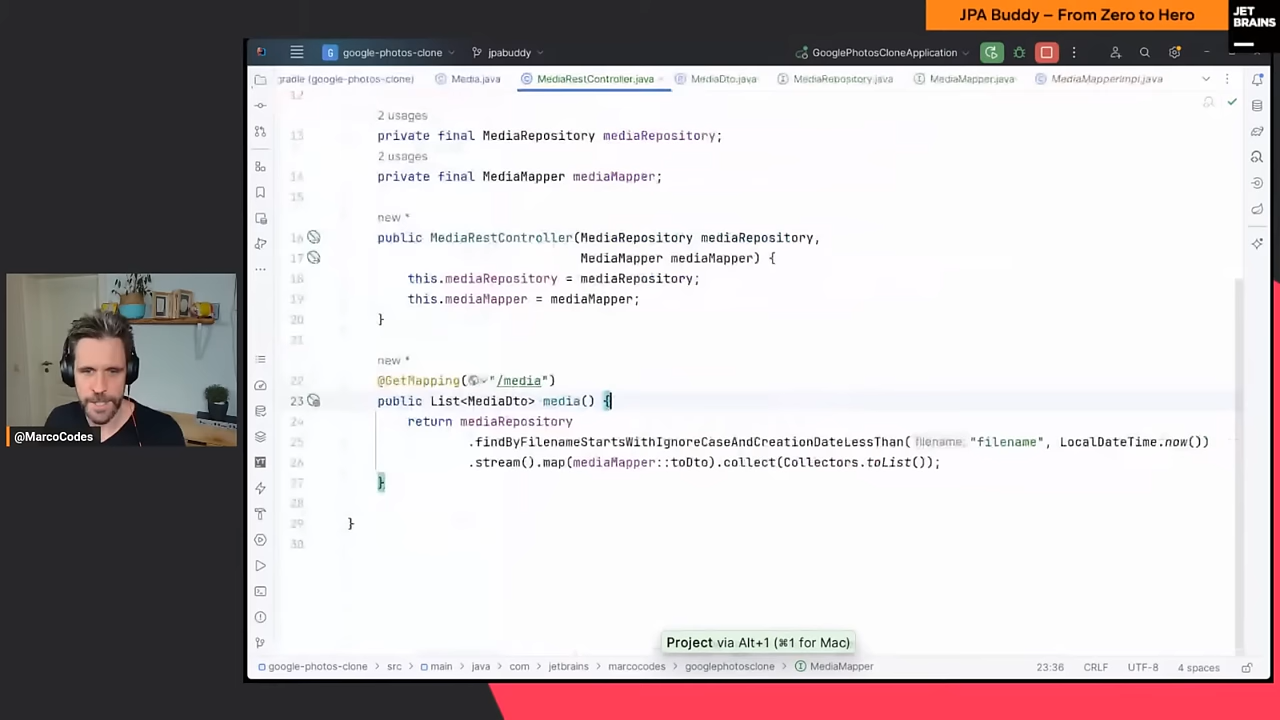 JPA Buddy – From Zero to Hero
JET
BRAINS
G google-photos-clone
jpabuddy
GooglePhotosCloneApplication
gradle (google-photos-clone)
Media.java
MediaRestController.java
MediaDto.java
MediaRepository.java
MediaMapper.java
MediaMapperImpl.java
12
2 usages
13 private final MediaRepository mediaRepository;
2 usages
14 private final MediaMapper mediaMapper;
15
new *
16 public MediaRestController(MediaRepository mediaRepository,
17 MediaMapper mediaMapper) {
18 this.mediaRepository = mediaRepository;
19 this.mediaMapper = mediaMapper;
20 }
21
new *
22 @GetMapping("/media")
23 public List<MediaDto> media() {
24 return mediaRepository
25 .findByFilenameStartsWithIgnoreCaseAndCreationDateLessThan( filename: "filename", LocalDateTime.now())
26 .stream().map(mediaMapper::toDto).collect(Collectors.toList());
27 }
28
29 }
30
@MarcoCodes
Project via Alt+1 (⌘1 for Mac)
google-photos-clone > src > main > java > com > jetbrains > marcocodes > googlephotosclone > MediaMapper
23:36 CRLF UTF-8 4 spaces